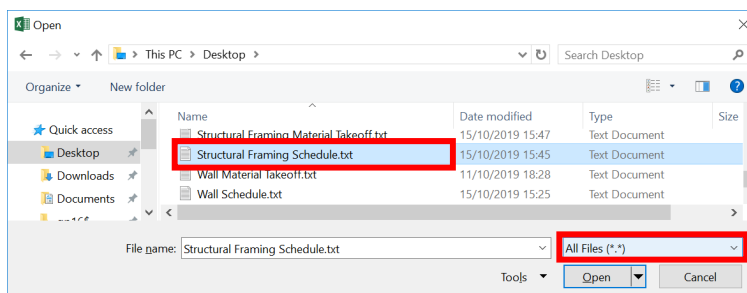 Open
This PC > Desktop >
Search Desktop
Organize
New folder
Name
Date modified
Type
Size
Quick access
Structural Framing Material Takeoff.txt
15/10/2019 15:47
Text Document
Desktop
Structural Framing Schedule.txt
15/10/2019 15:45
Text Document
Downloads
Wall Material Takeoff.txt
11/10/2019 18:28
Text Document
Documents
Wall Schedule.txt
15/10/2019 15:25
Text Document
File name:
Structural Framing Schedule.txt
All Files (*.*)
Tools
Open
Cancel